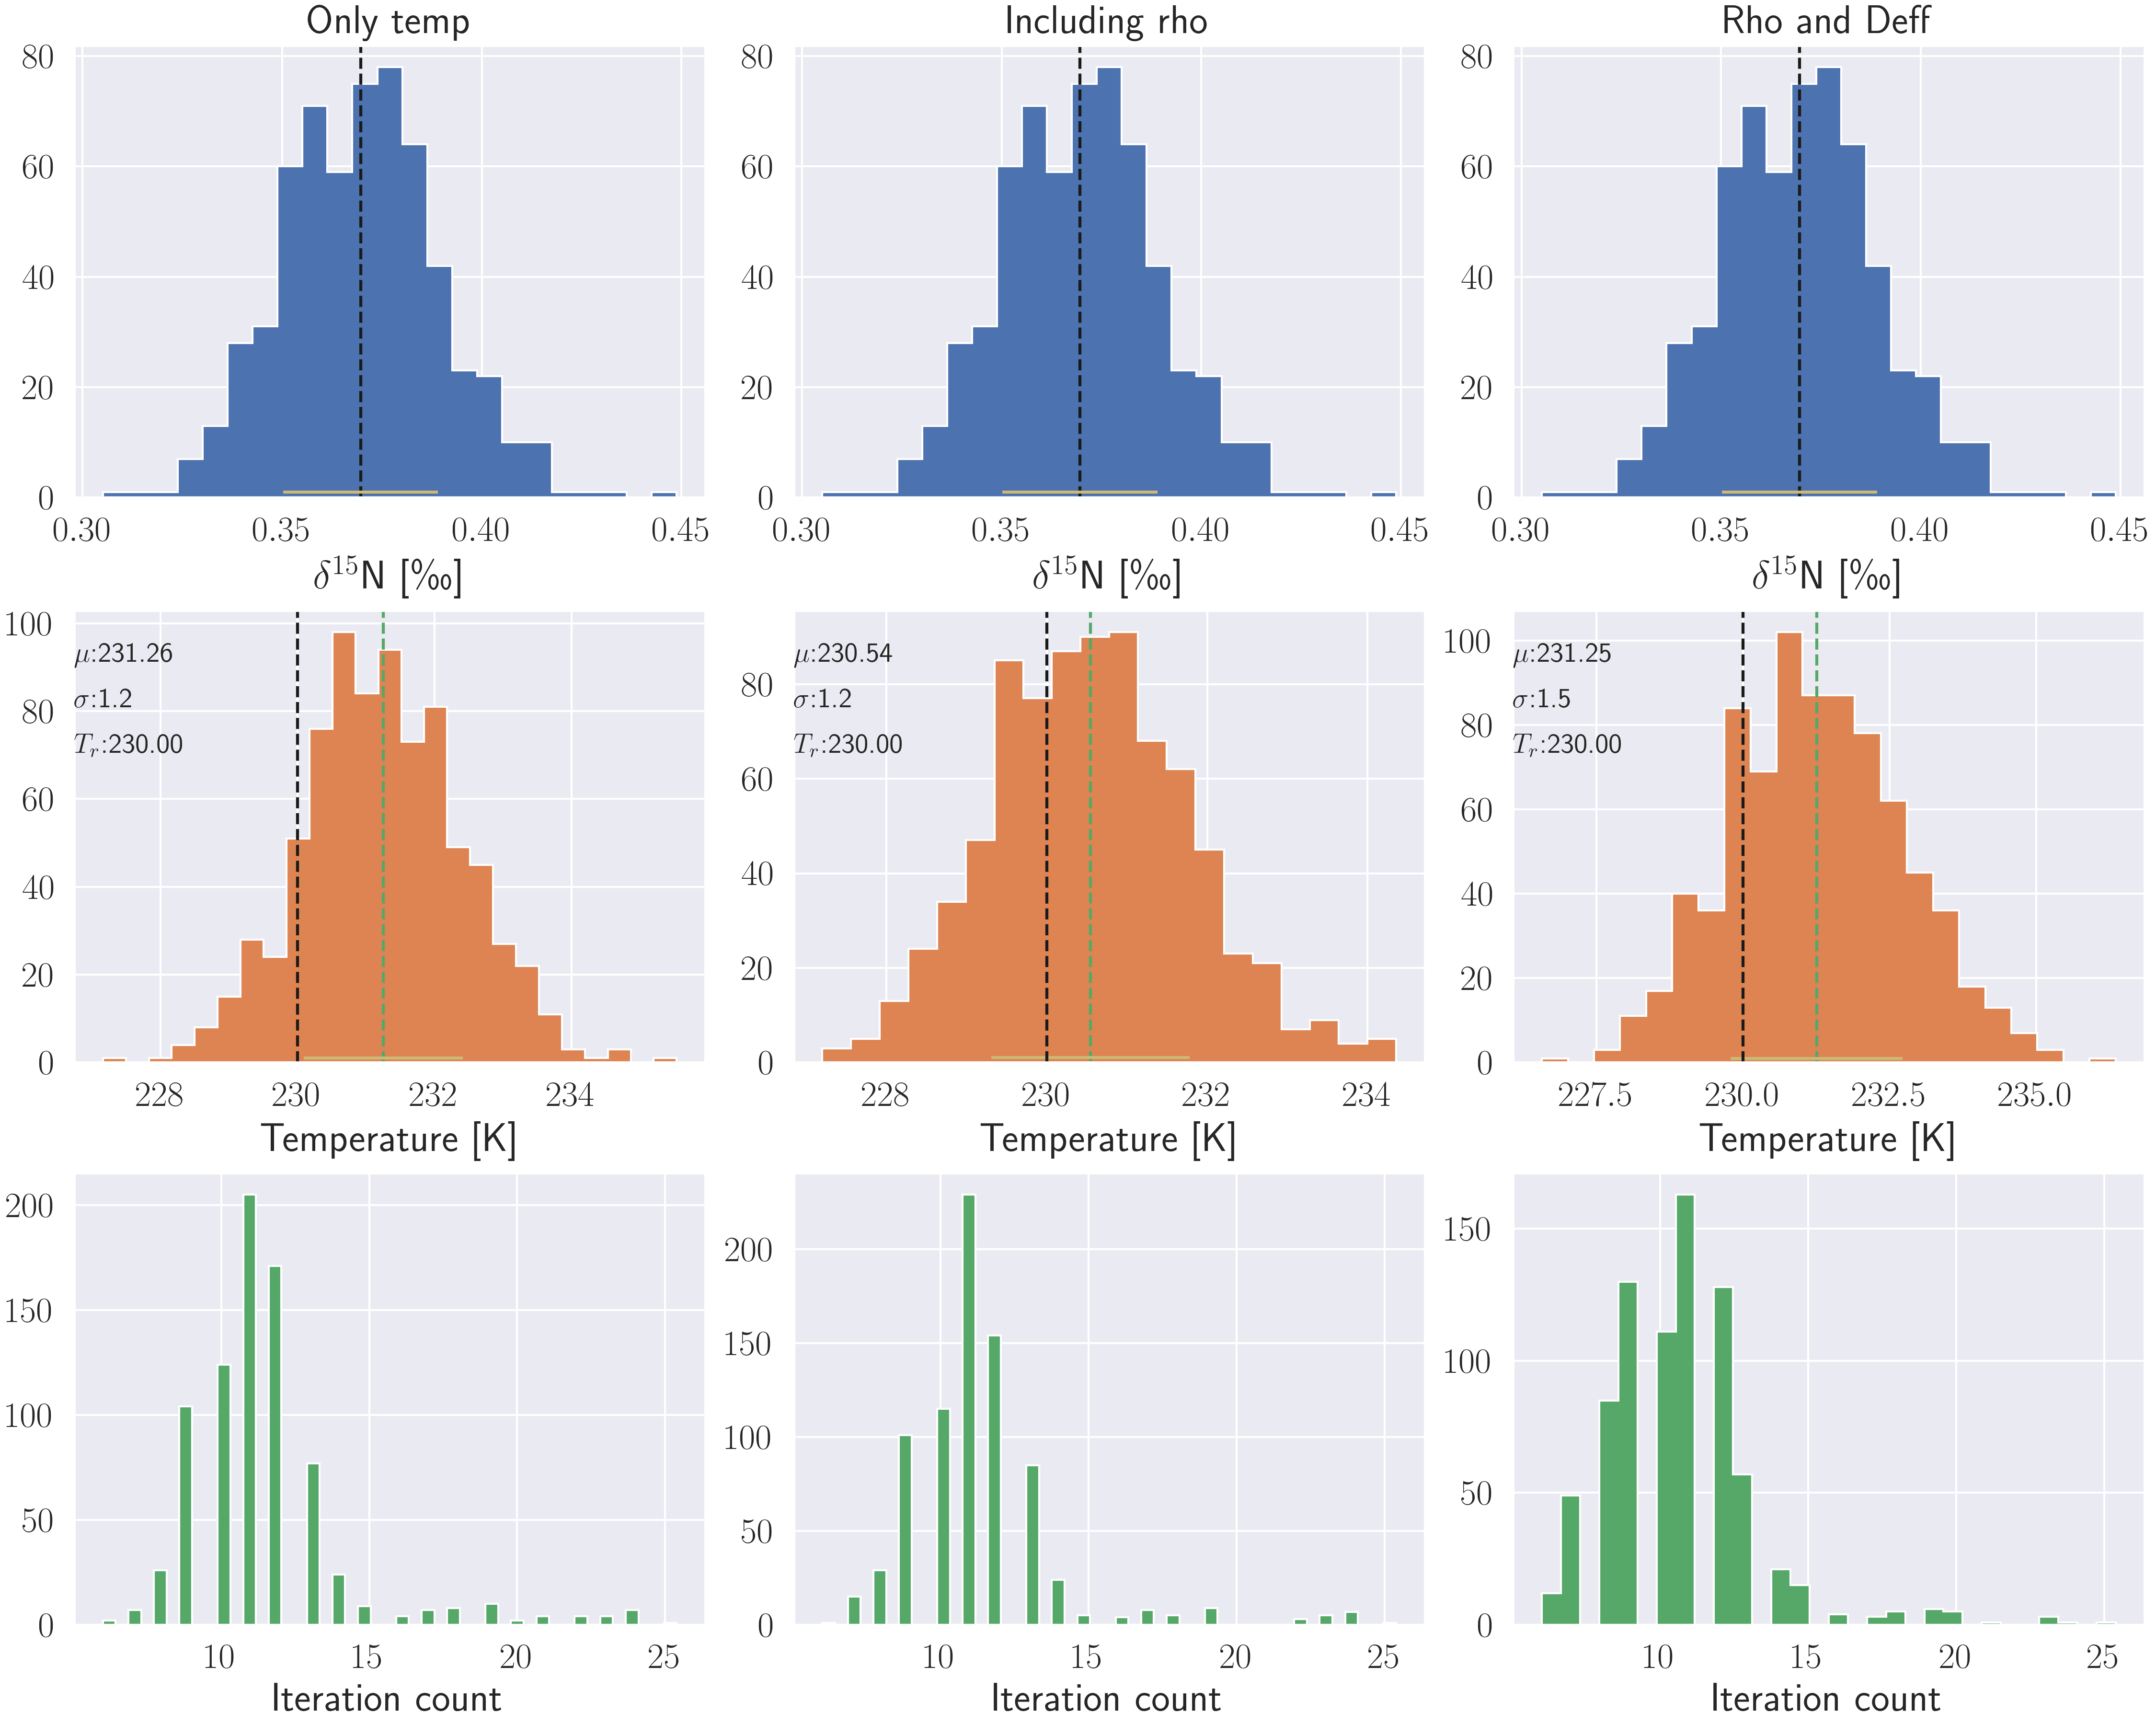 Only temp Including rho Rho and Deff
80 80 80
60 60 60
40 40 40
20 20 20
0 0 0
0.30 0.35 0.40 0.45 0.30 0.35 0.40 0.45 0.30 0.35 0.40 0.45
δ¹⁵N [‰] δ¹⁵N [‰] δ¹⁵N [‰]
100 80 60 40 20 0
μ:231.26
σ:1.2
T_r:230.00
228 230 232 234
Temperature [K]
80 60 40 20 0
μ:230.54
σ:1.2
T_r:230.00
228 230 232 234
Temperature [K]
100 80 60 40 20 0
μ:231.25
σ:1.5
T_r:230.00
227.5 230.0 232.5 235.0
Temperature [K]
200 150 100 50 0
10 15 20 25
Iteration count
200 150 100 50 0
10 15 20 25
Iteration count
150 100 50 0
10 15 20 25
Iteration count